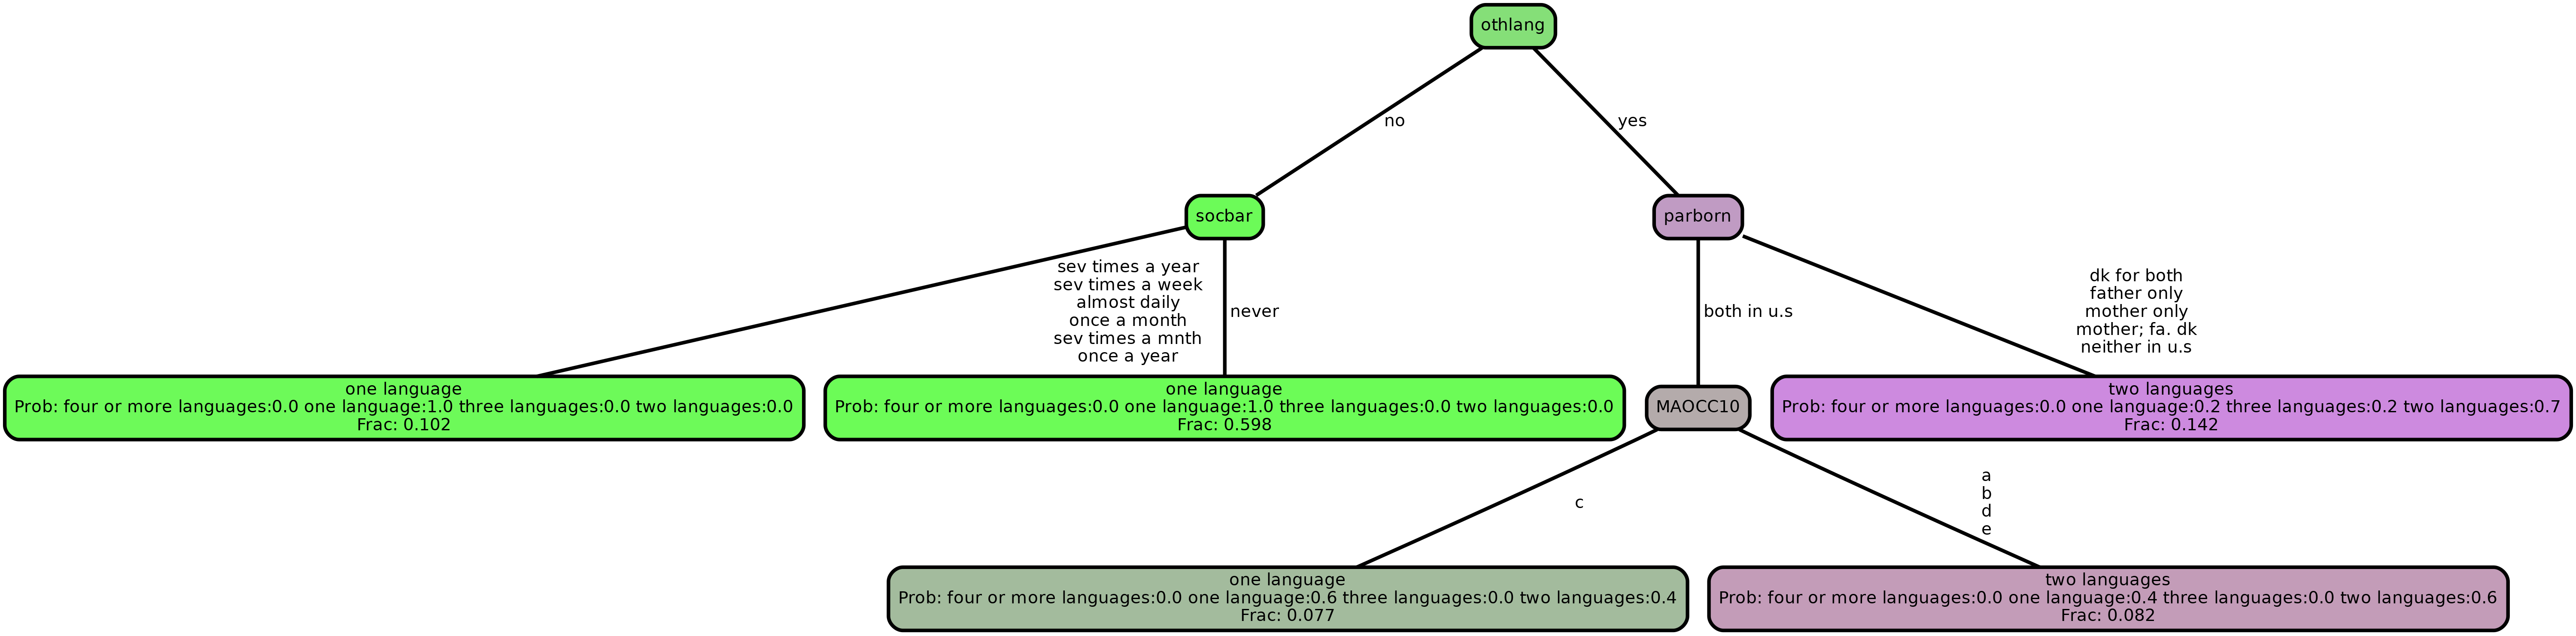 othlang
no
yes
socbar
parborn
sev times a year
sev times a week
almost daily
once a month
sev times a mnth
once a year
never
both in u.s
dk for both
father only
mother only
mother; fa. dk
neither in u.s
one language
Prob: four or more languages:0.0 one language:1.0 three languages:0.0 two languages:0.0
Frac: 0.102
one language
Prob: four or more languages:0.0 one language:1.0 three languages:0.0 two languages:0.0
Frac: 0.598
MAOCC10
two languages
Prob: four or more languages:0.0 one language:0.2 three languages:0.2 two languages:0.7
Frac: 0.142
c
a
b
d
e
one language
Prob: four or more languages:0.0 one language:0.6 three languages:0.0 two languages:0.4
Frac: 0.077
two languages
Prob: four or more languages:0.0 one language:0.4 three languages:0.0 two languages:0.6
Frac: 0.082